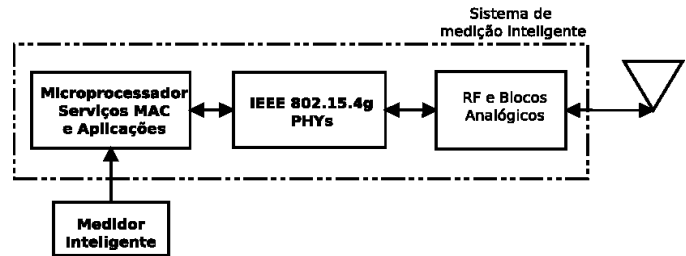 Sistema de
medição Inteligente
Microprocessador
Serviços MAC
e Aplicações
IEEE 802.15.4g
PHYs
RF e Blocos
Analógicos
Medidor
Inteligente